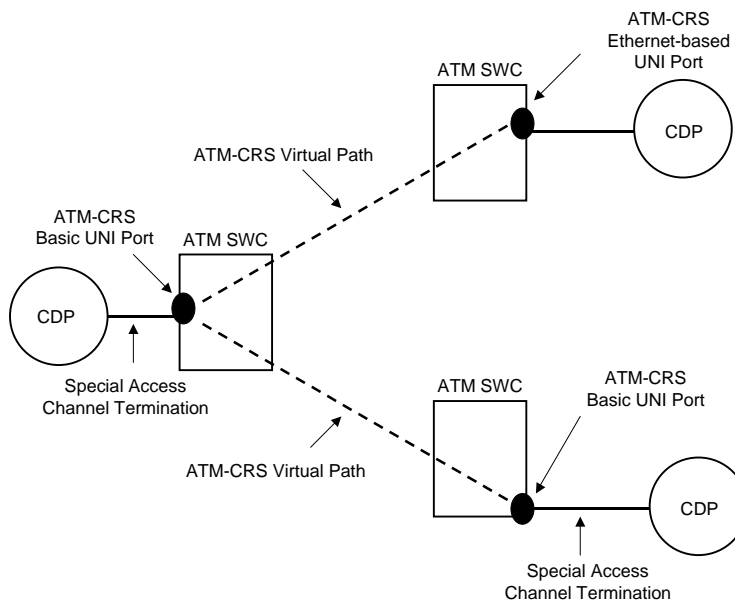 ATM-CRS
Ethernet-based
UNI Port
ATM SWC
CDP
ATM-CRS Virtual Path
ATM-CRS
Basic UNI Port
ATM SWC
CDP
Special Access
Channel Termination
ATM SWC
ATM-CRS
Basic UNI Port
ATM-CRS Virtual Path
CDP
Special Access
Channel Termination